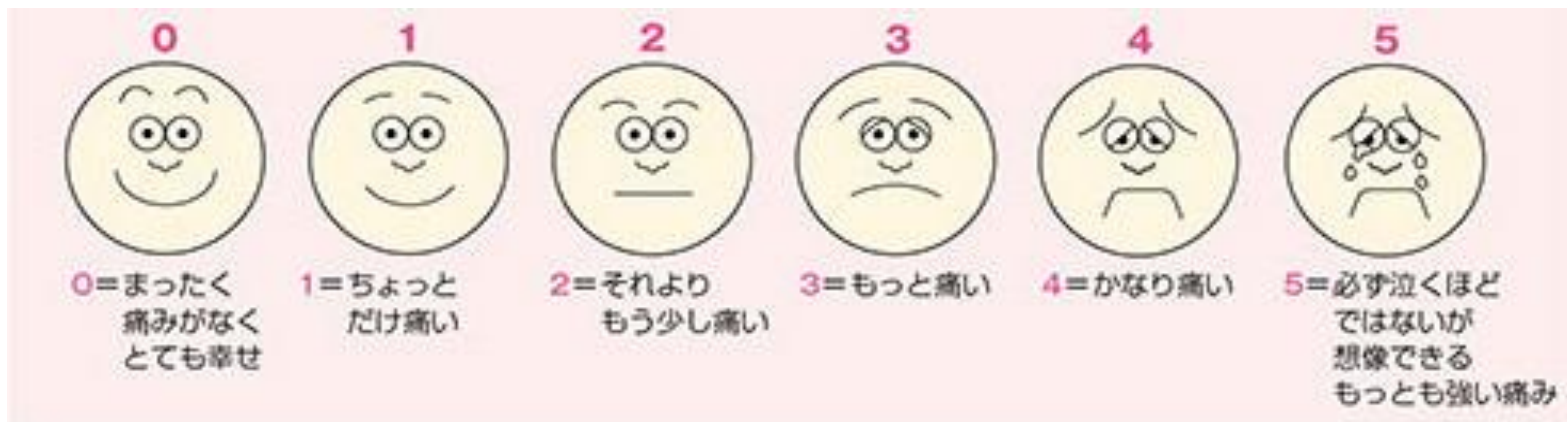 0 1 2 3 4 5
0=まったく
痛みがなく
とても幸せ
1=ちょっと
だけ痛い
2=それより
もう少し痛い
3=もっと痛い
4=かなり痛い
5=必ず泣くほど
ではないが
想像できる
もっとも強い痛み